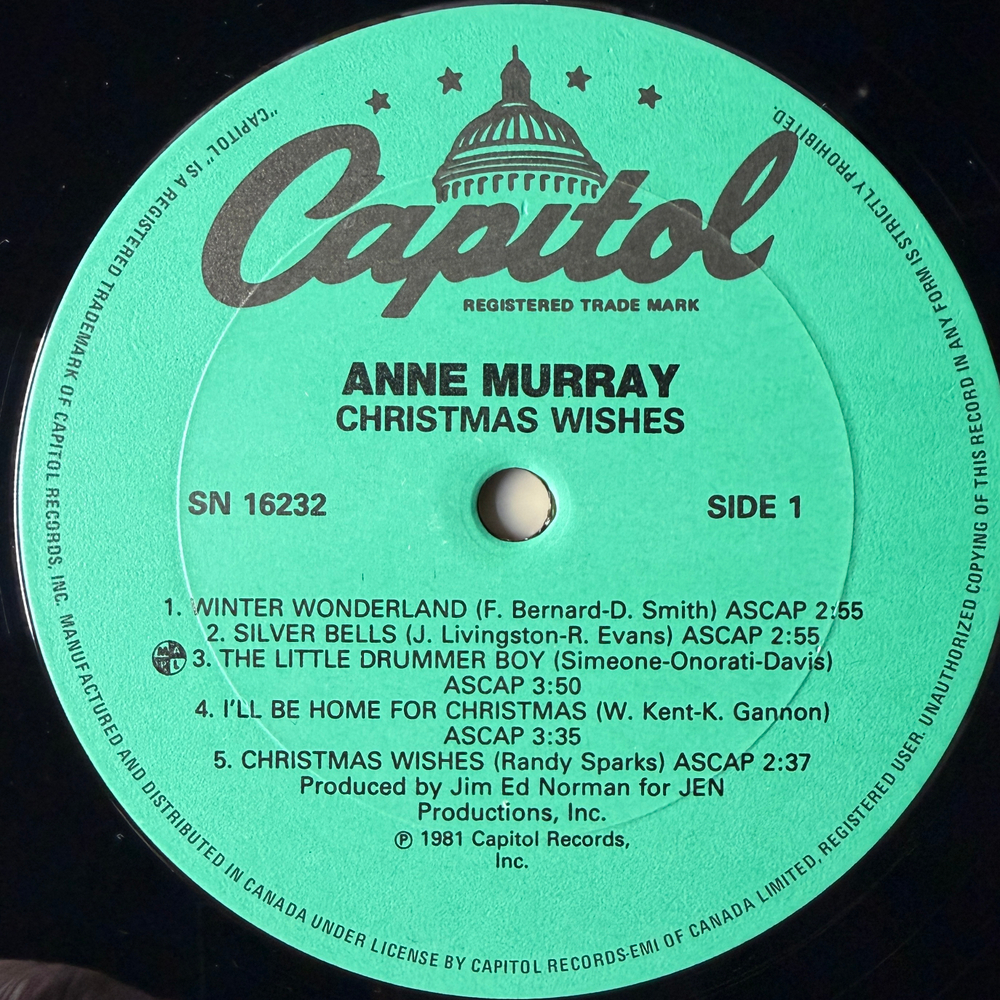 Capitol
REGISTERED TRADE MARK
ANNE MURRAY
CHRISTMAS WISHES
SN 16232
SIDE 1
1. WINTER WONDERLAND (F. Bernard-D. Smith) ASCAP 2:55
2. SILVER BELLS (J. Livingston-R. Evans) ASCAP 2:55
MAPL
3. THE LITTLE DRUMMER BOY (Simeone-Onorati-Davis)
ASCAP 3:50
4. I'LL BE HOME FOR CHRISTMAS (W. Kent-K. Gannon)
ASCAP 3:35
5. CHRISTMAS WISHES (Randy Sparks) ASCAP 2:37
Produced by Jim Ed Norman for JEN
Productions, Inc.
℗ 1981 Capitol Records,
Inc.
"CAPITOL" IS A REGISTERED TRADEMARK OF CAPITOL RECORDS, INC. MANUFACTURED AND DISTRIBUTED IN CANADA UNDER LICENSE BY CAPITOL RECORDS-EMI OF CANADA LIMITED, REGISTERED USER. UNAUTHORIZED COPYING OF THIS RECORD IN ANY FORM IS STRICTLY PROHIBITED.